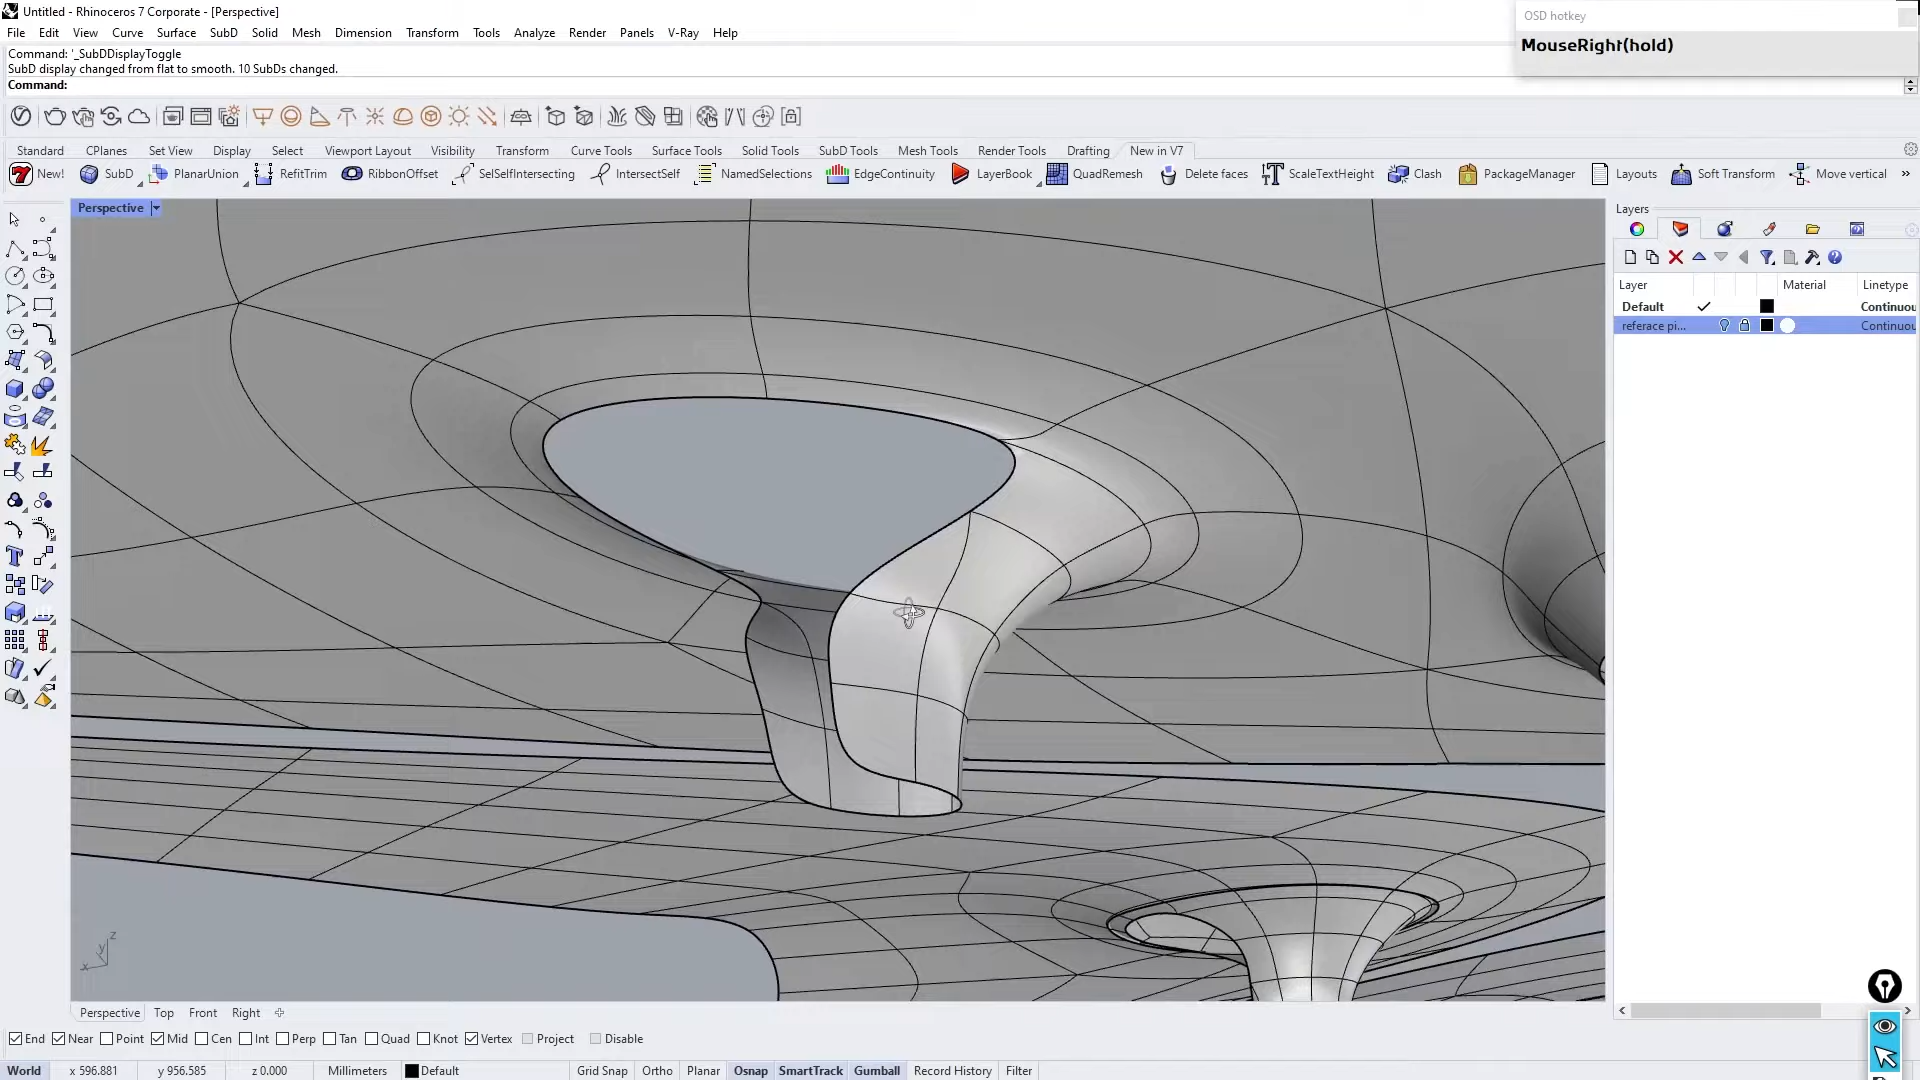 Untitled - Rhinoceros 7 Corporate - [Perspective]
OSD hotkey
MouseRight(hold)
File Edit View Curve Surface SubD Solid Mesh Dimension Transform Tools Analyze Render Panels V-Ray Help
Command: '_SubDDisplayToggle
SubD display changed from flat to smooth. 10 SubDs changed.
Command:
Standard CPlanes Set View Display Select Viewport Layout Visibility Transform Curve Tools Surface Tools Solid Tools SubD Tools Mesh Tools Render Tools Drafting New in V7
7 New! SubD PlanarUnion RefitTrim RibbonOffset SelSelfIntersecting IntersectSelf NamedSelections EdgeContinuity LayerBook QuadRemesh Delete faces ScaleTextHeight Clash PackageManager Layouts Soft Transform Move vertical »
Perspective
Layers
Layer Material Linetype
Default Continuou
referace pi... Continuou
z
y
x
Perspective Top Front Right
End Near Point Mid Cen Int Perp Tan Quad Knot Vertex Project Disable
World x 596.881 y 956.585 z 0.000 Millimeters Default Grid Snap Ortho Planar Osnap SmartTrack Gumball Record History Filter